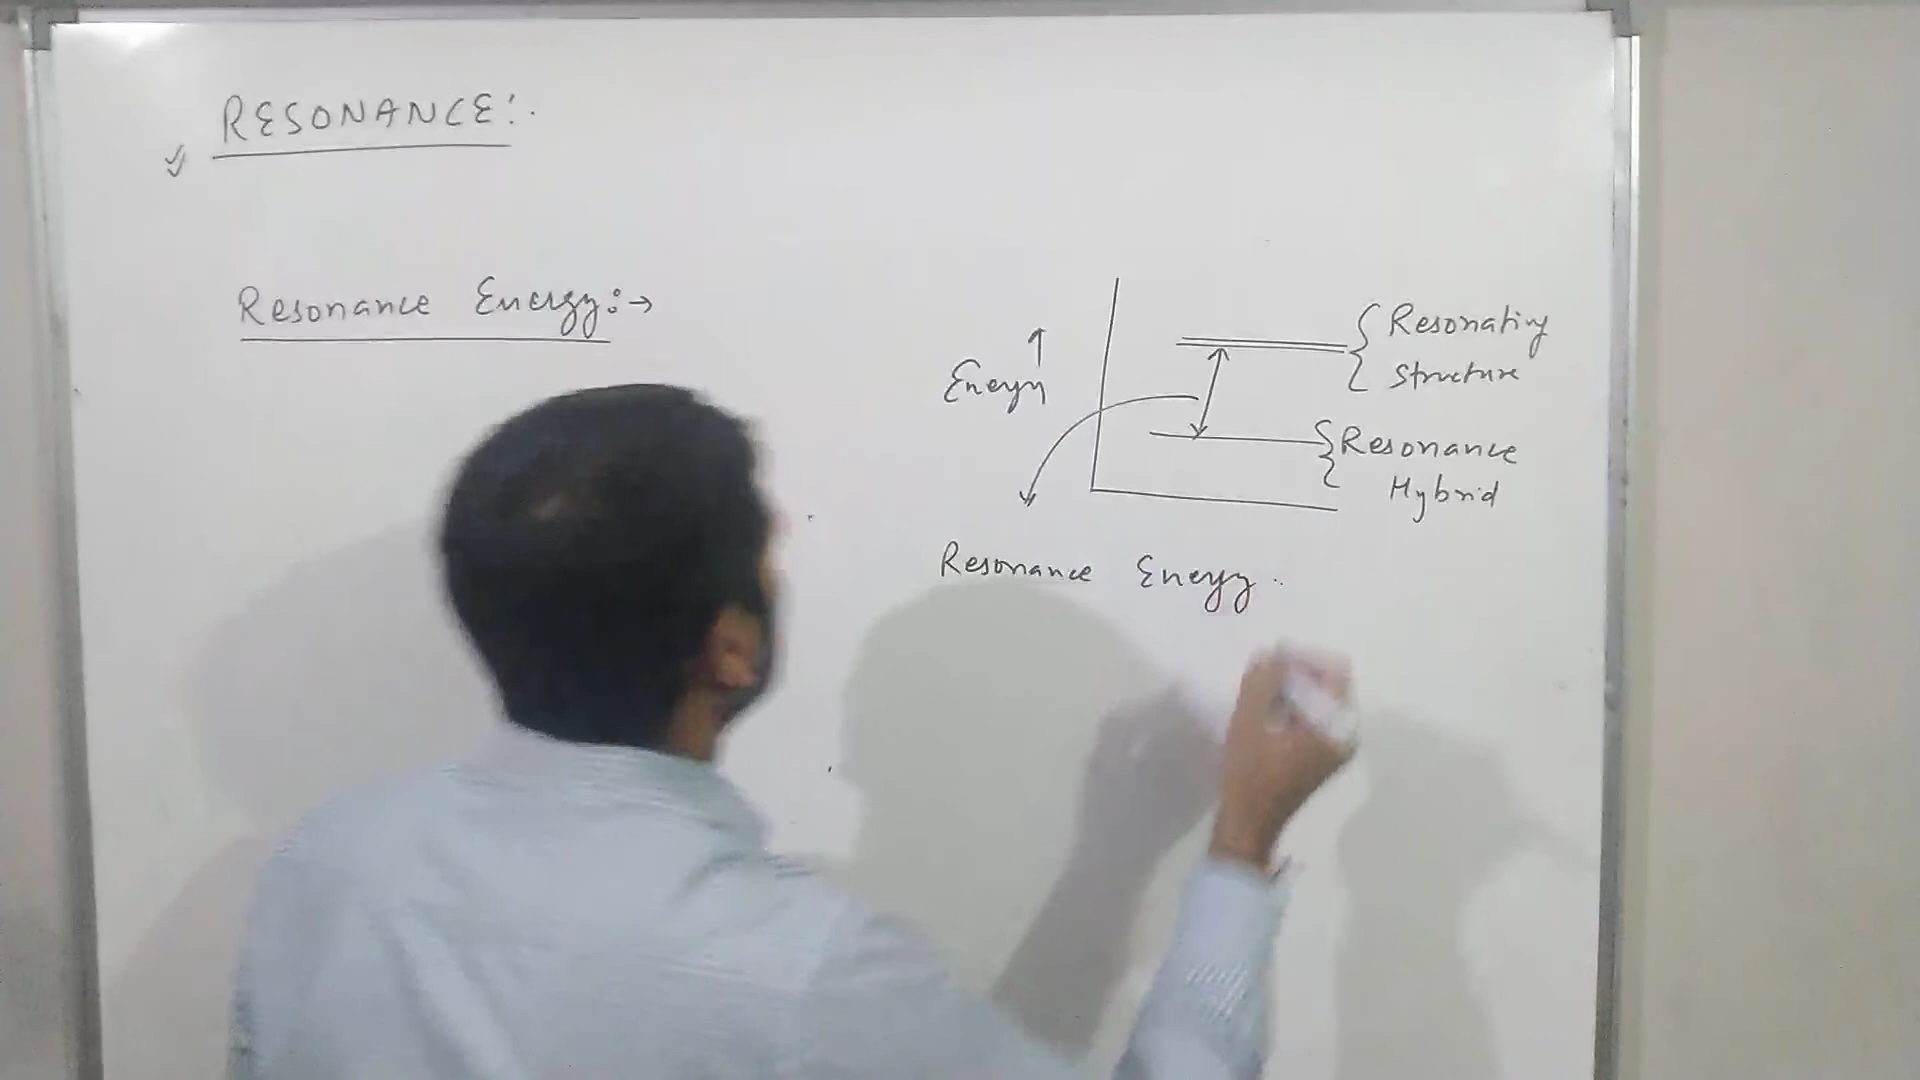 RESONANCE:.
Resonance Energy:→
Energy ↑
Resonating
Structure
Resonance
Hybrid
Resonance Energy.